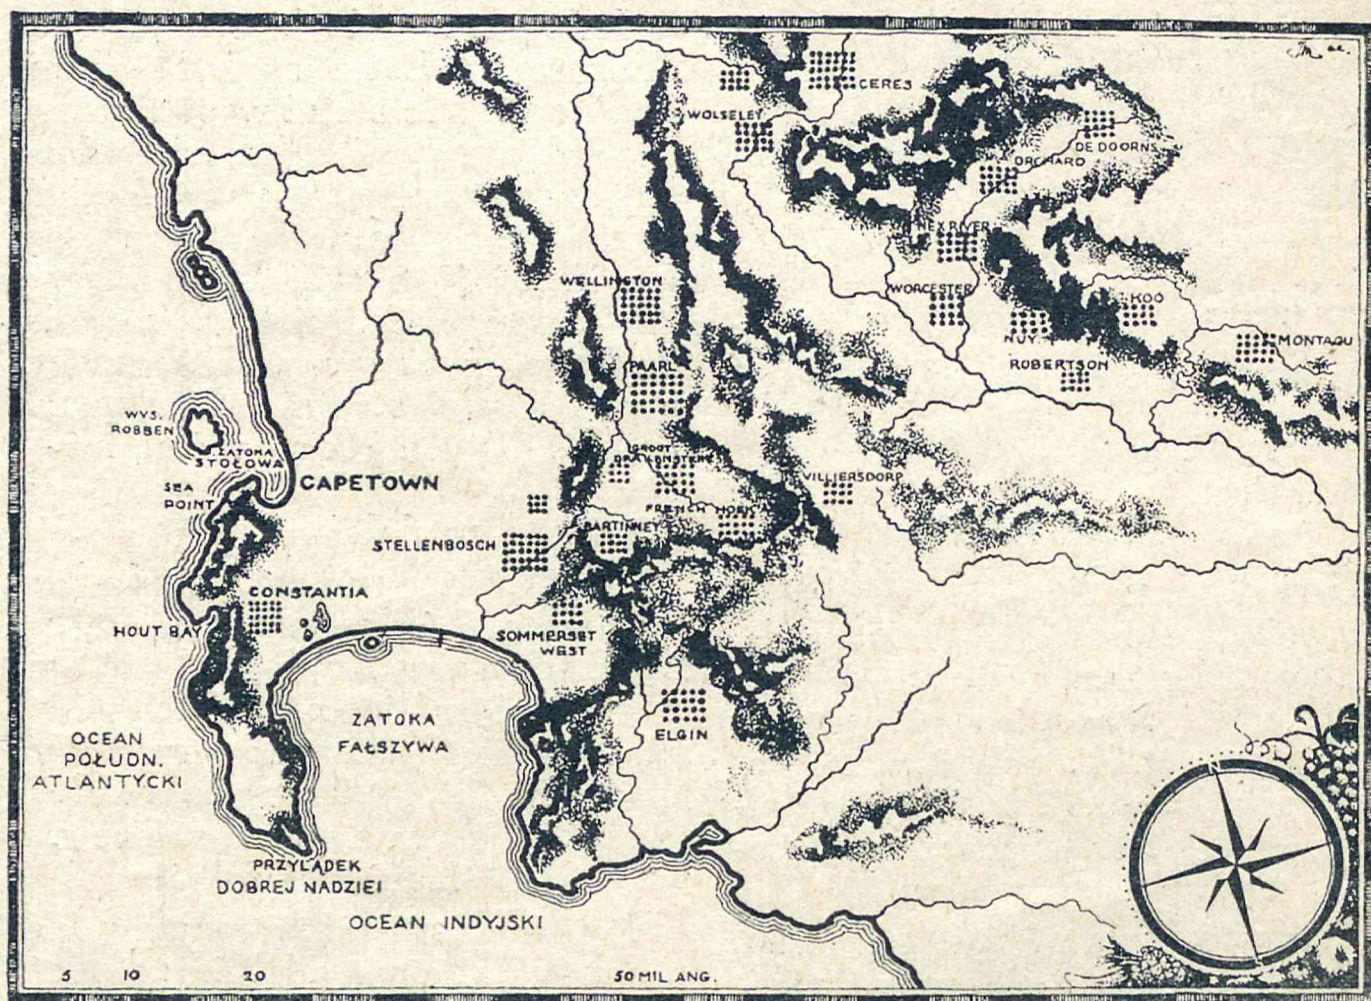 CERES
WOLSELEY
DE DOORNS
ORCHARD
HEX RIVER
WELLINGTON
WORCESTER
KOO
NUY
MONTAGU
ROBERTSON
PAARL
WYS.
ROBBEN
ZATOKA
STOŁOWA
CAPETOWN
SEA
POINT
GROOT
DRAKENSTEIN
VILLIERSDORP
FRENCH HOEK
BARTINNEY
STELLENBOSCH
CONSTANTIA
HOUT BAY
SOMMERSET
WEST
ZATOKA
FAŁSZYWA
ELGIN
OCEAN
POŁUDN.
ATLANTYCKI
N
PRZYLĄDEK
DOBREJ NADZIEI
OCEAN INDYJSKI
5 10 20 50 MIL ANG.